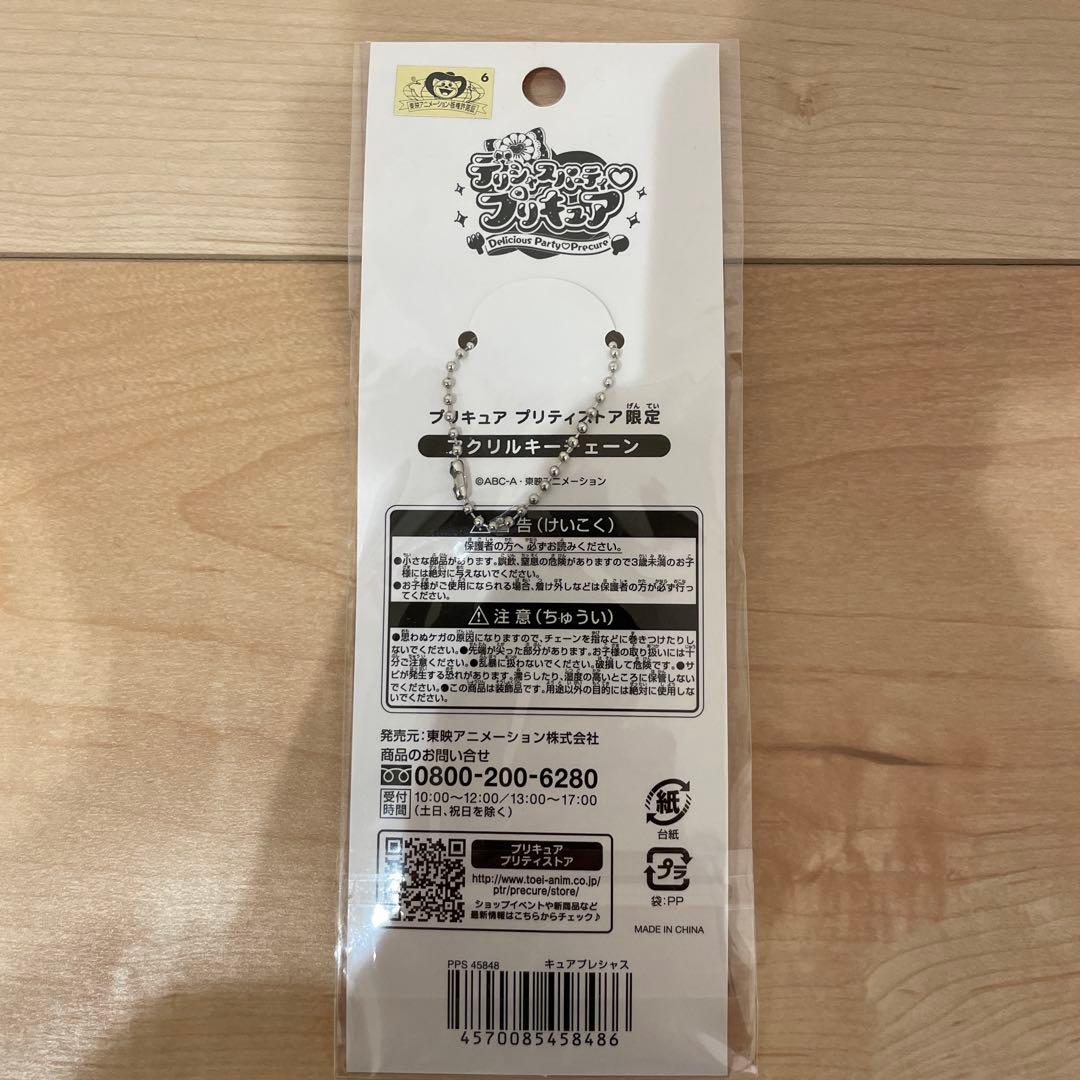 6
東映アニメーション・版権許諾証
デリシャスパーティ♡
プリキュア
Delicious Party♡Precure
プリキュア プリティストア限定
アクリルキーチェーン
©ABC-A・東映アニメーション
⚠警告(けいこく)
保護者の方へ 必ずお読みください。
●小さな部品があります。誤飲、窒息の危険がありますので3歳未満のお子
様には絶対に与えないでください。
●お子様がご使用になられる場合、着け外しなどは保護者の方が必ず行っ
てください。
⚠注意(ちゅうい)
●思わぬケガの原因になりますので、チェーンを指などに巻きつけたりし
ないでください。●先端が尖った部分があります。お子様の取り扱いには十
分ご注意ください。●乱暴に扱わないでください。破損して危険です。●サ
ビが発生する恐れがあります。濡らしたり、湿度の高いところに保管しない
でください。●この商品は装飾品です。用途以外の目的には絶対に使用しな
いでください。
発売元:東映アニメーション株式会社
商品のお問い合せ
0800-200-6280
受付時間 10:00〜12:00/13:00〜17:00
(土日、祝日を除く)
紙
台紙
プラ
袋:PP
プリキュア
プリティストア
http://www.toei-anim.co.jp/
ptr/precure/store/
ショップイベントや新商品など
最新情報はこちらからチェック♪
MADE IN CHINA
PPS 45848 キュアプレシャス
4570085458486